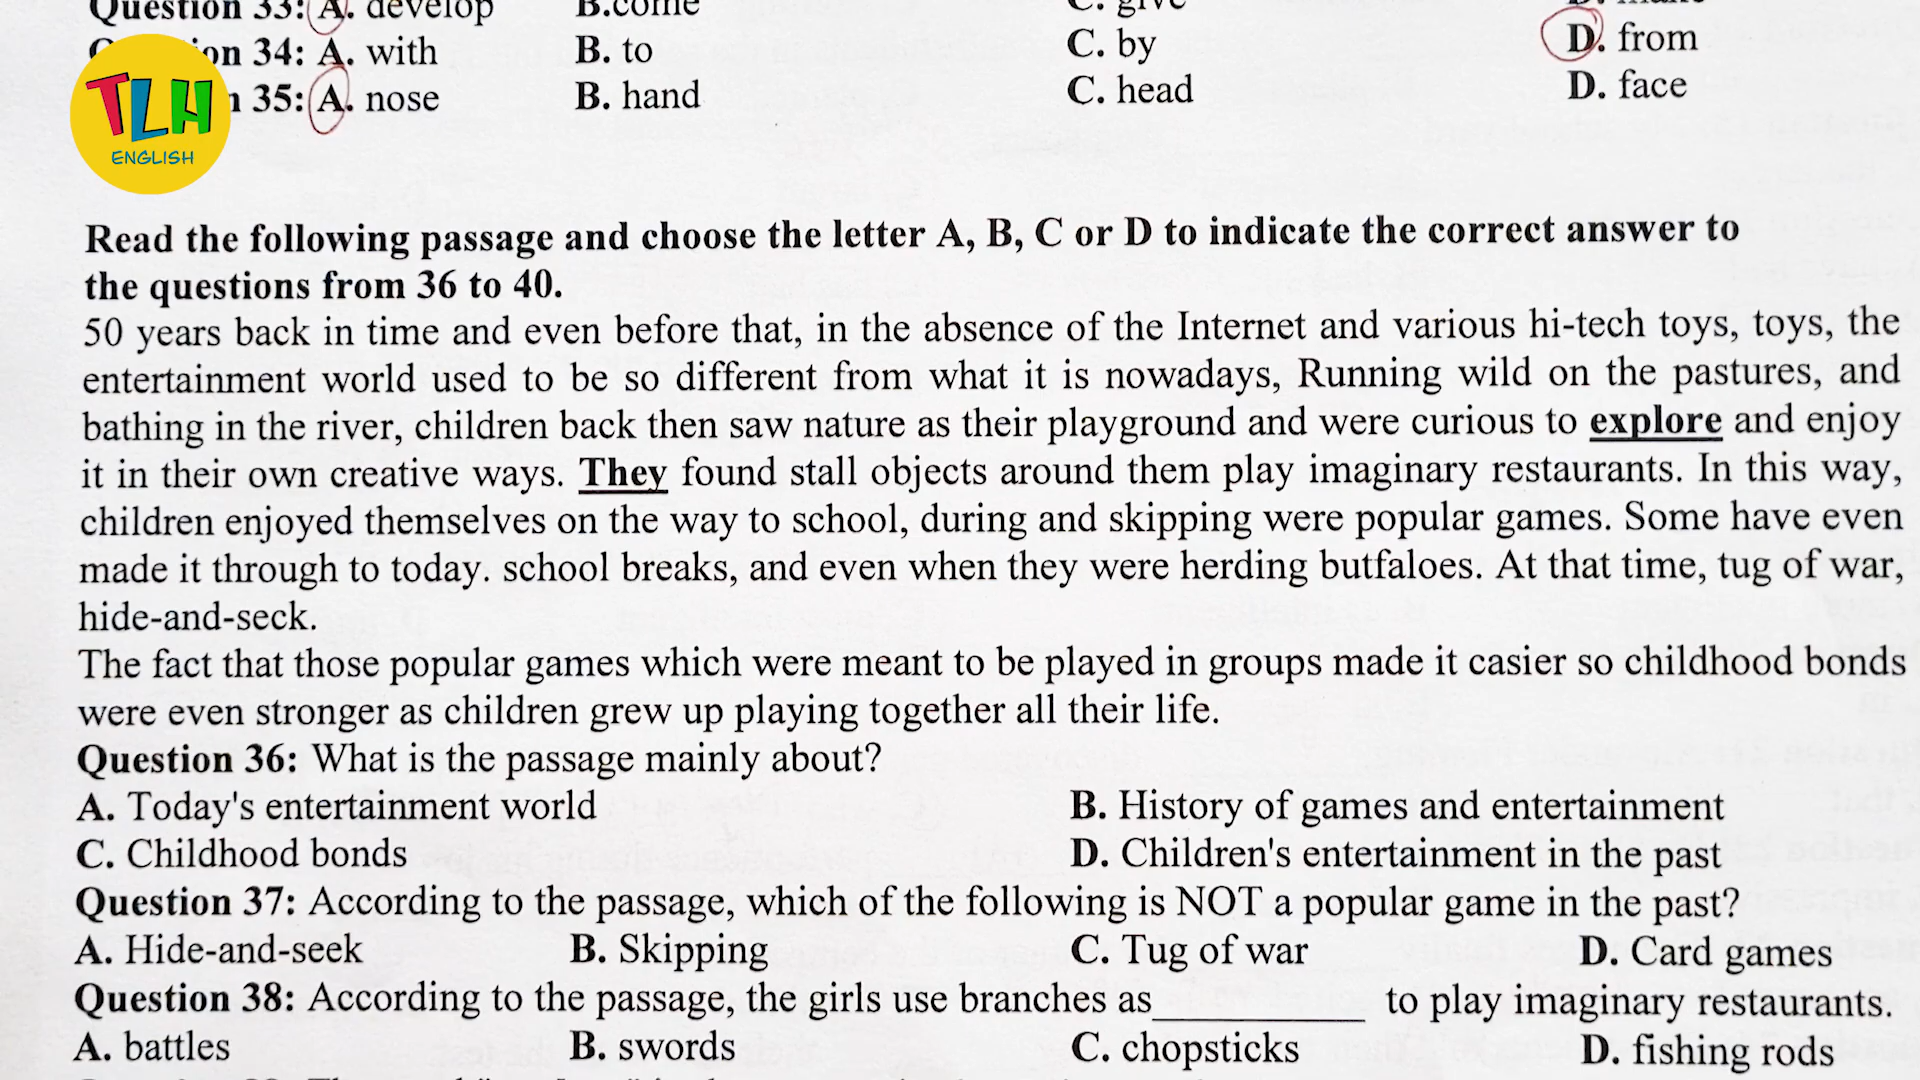 Question 33: A. develop B.come C. give D. make
on 34: A. with B. to C. by D. from
35: A. nose B. hand C. head D. face
TLH
ENGLISH
Read the following passage and choose the letter A, B, C or D to indicate the correct answer to
the questions from 36 to 40.
50 years back in time and even before that, in the absence of the Internet and various hi-tech toys, toys, the
entertainment world used to be so different from what it is nowadays, Running wild on the pastures, and
bathing in the river, children back then saw nature as their playground and were curious to explore and enjoy
it in their own creative ways. They found stall objects around them play imaginary restaurants. In this way,
children enjoyed themselves on the way to school, during and skipping were popular games. Some have even
made it through to today. school breaks, and even when they were herding butfaloes. At that time, tug of war,
hide-and-seck.
The fact that those popular games which were meant to be played in groups made it casier so childhood bonds
were even stronger as children grew up playing together all their life.
Question 36: What is the passage mainly about?
A. Today's entertainment world B. History of games and entertainment
C. Childhood bonds D. Children's entertainment in the past
Question 37: According to the passage, which of the following is NOT a popular game in the past?
A. Hide-and-seek B. Skipping C. Tug of war D. Card games
Question 38: According to the passage, the girls use branches as__________ to play imaginary restaurants.
A. battles B. swords C. chopsticks D. fishing rods